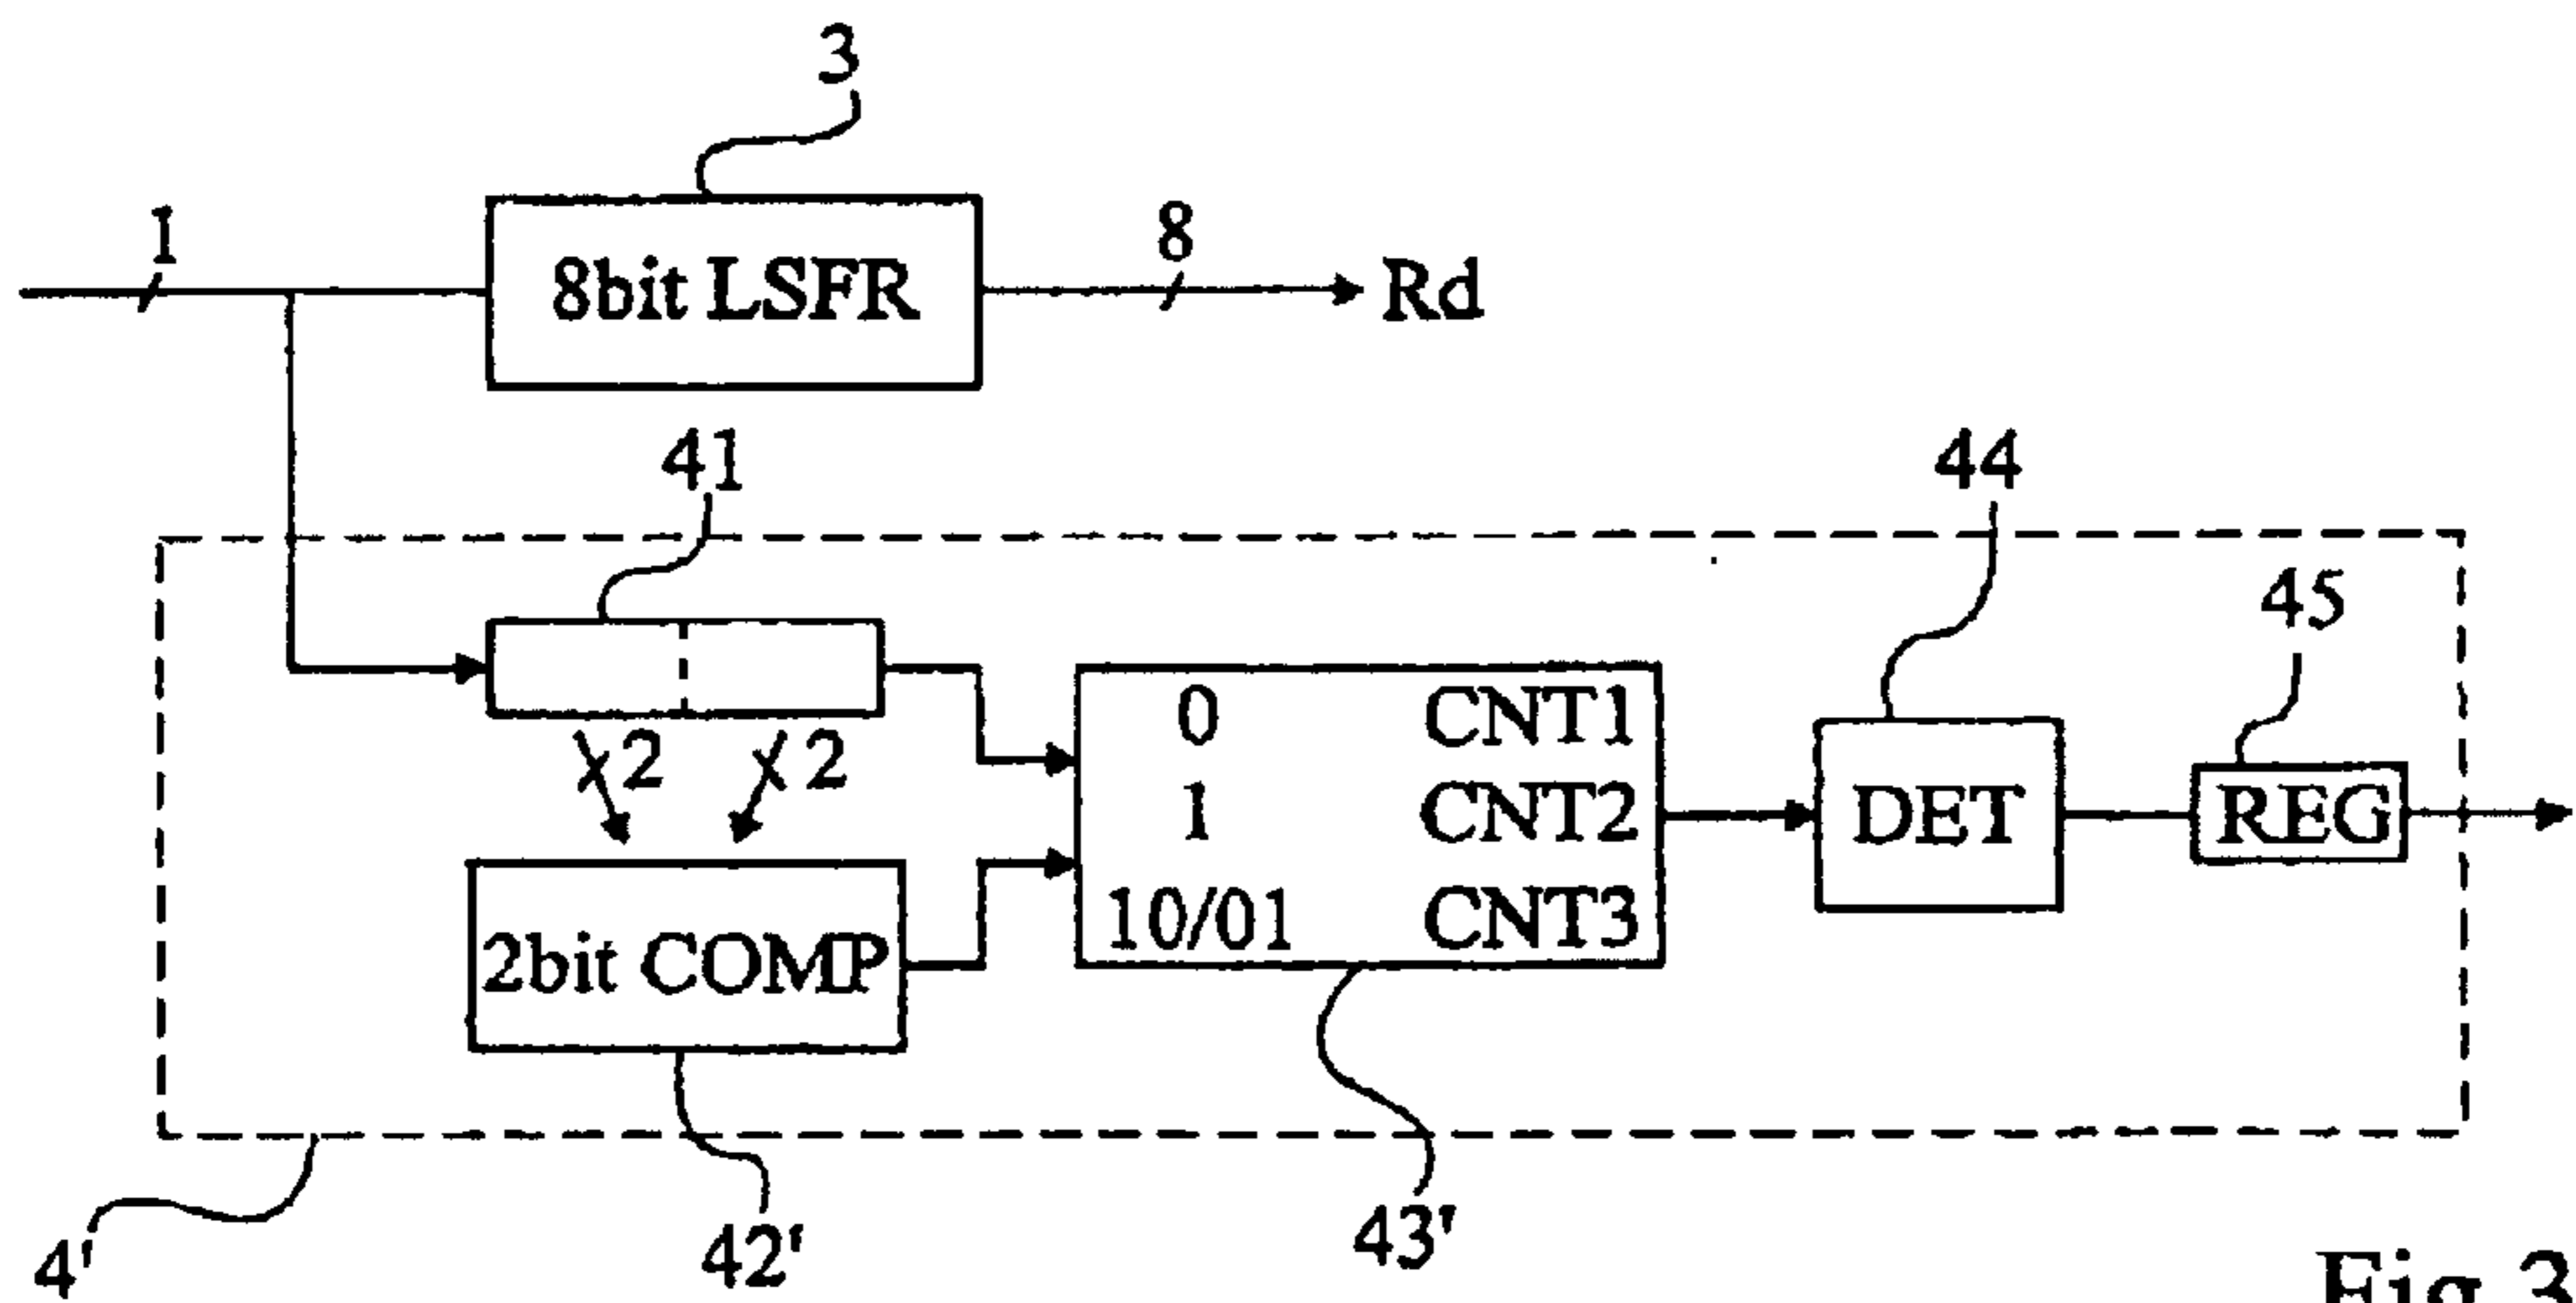 3
1
8bit LSFR
8
Rd
41
44
45
2
2
0 CNT1
1 CNT2
10/01 CNT3
DET
REG
2bit COMP
4'
42'
43'
Fig 3